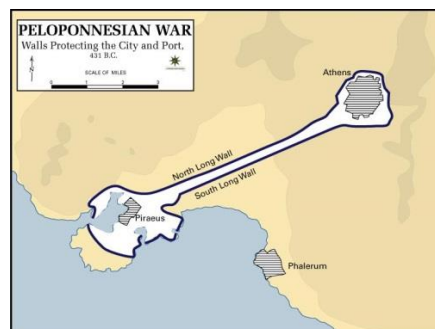 PELOPONNESIAN WAR
Walls Protecting the City and Port,
431 B.C.
SCALE OF MILES
Athens
North Long Wall
South Long Wall
Piraeus
Phalerum